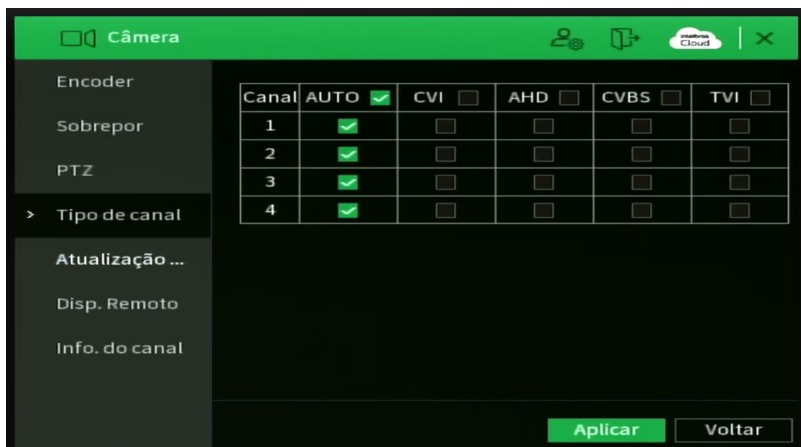 Câmera
intelbras
Cloud
Encoder
Sobrepor
PTZ
> Tipo de canal
Atualização ...
Disp. Remoto
Info. do canal
Canal AUTO CVI AHD CVBS TVI
1
2
3
4
Aplicar Voltar